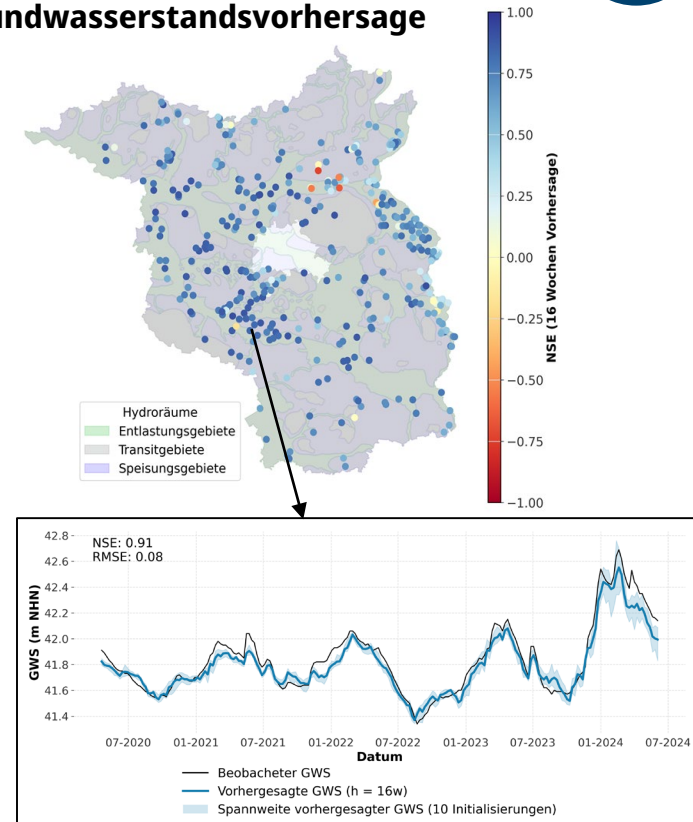 undwasserstandsvorhersage
1.00
0.75
0.50
0.25
0.00
−0.25
−0.50
−0.75
−1.00
NSE (16 Wochen Vorhersage)
Hydroräume
Entlastungsgebiete
Transitgebiete
Speisungsgebiete
NSE: 0.91
RMSE: 0.08
GWS (m NHN)
42.8
42.6
42.4
42.2
42.0
41.8
41.6
41.4
07-2020 01-2021 07-2021 01-2022 07-2022 01-2023 07-2023 01-2024 07-2024
Datum
Beobacheter GWS
Vorhergesagte GWS (h = 16w)
Spannweite vorhergesagter GWS (10 Initialisierungen)